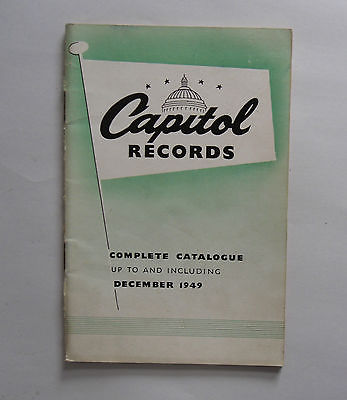 Capitol
RECORDS
COMPLETE CATALOGUE
UP TO AND INCLUDING
DECEMBER 1949